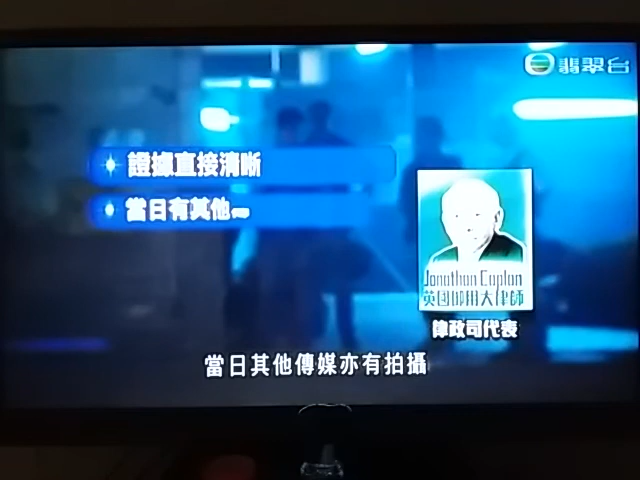 翡翠台
證據直接清晰
當日有其他
Jonathan Caplan
英国御用大律師
律政司代表
當日其他傳媒亦有拍攝